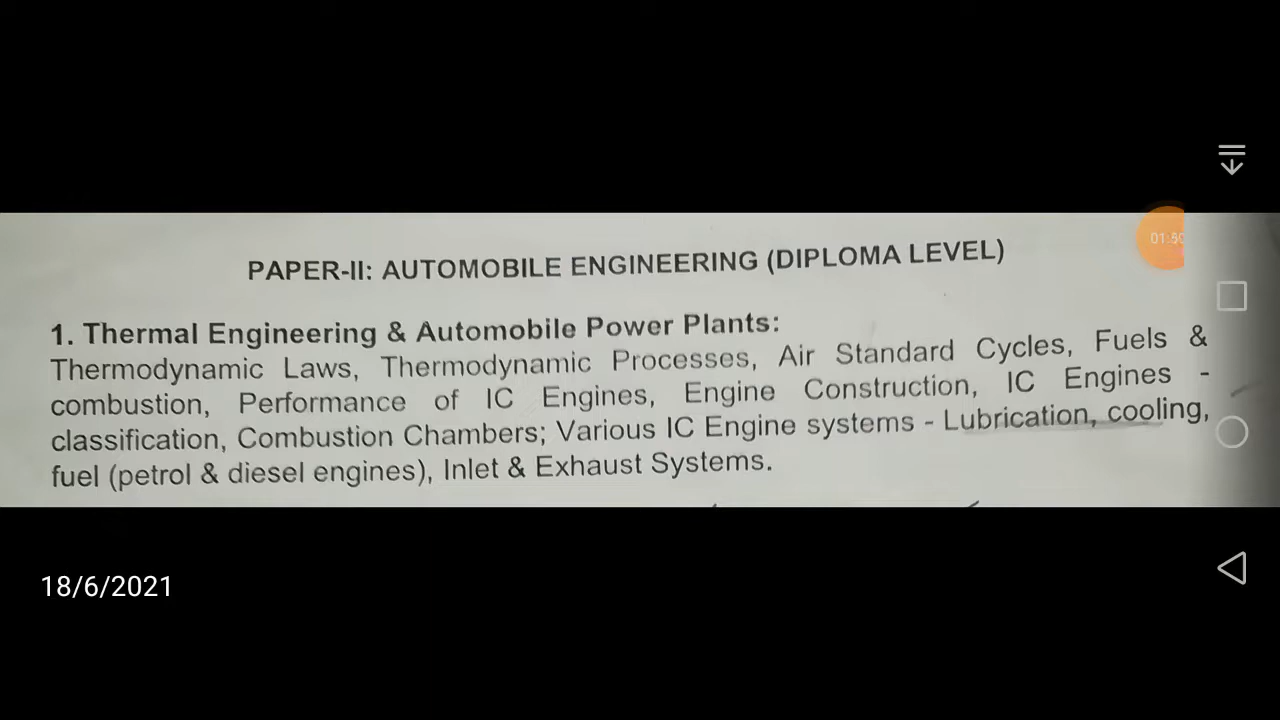 PAPER-II: AUTOMOBILE ENGINEERING (DIPLOMA LEVEL)
01:50
1. Thermal Engineering & Automobile Power Plants:
Thermodynamic Laws, Thermodynamic Processes, Air Standard Cycles, Fuels &
combustion, Performance of IC Engines, Engine Construction, IC Engines -
classification, Combustion Chambers; Various IC Engine systems - Lubrication, cooling,
fuel (petrol & diesel engines), Inlet & Exhaust Systems.
18/6/2021